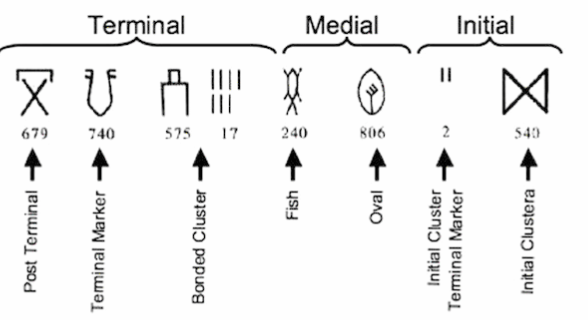 Terminal
Medial
Initial
679
740
575
17
240
806
2
540
Post Terminal
Terminal Marker
Bonded Cluster
Fish
Oval
Initial Cluster
Terminal Marker
Initial Clustera